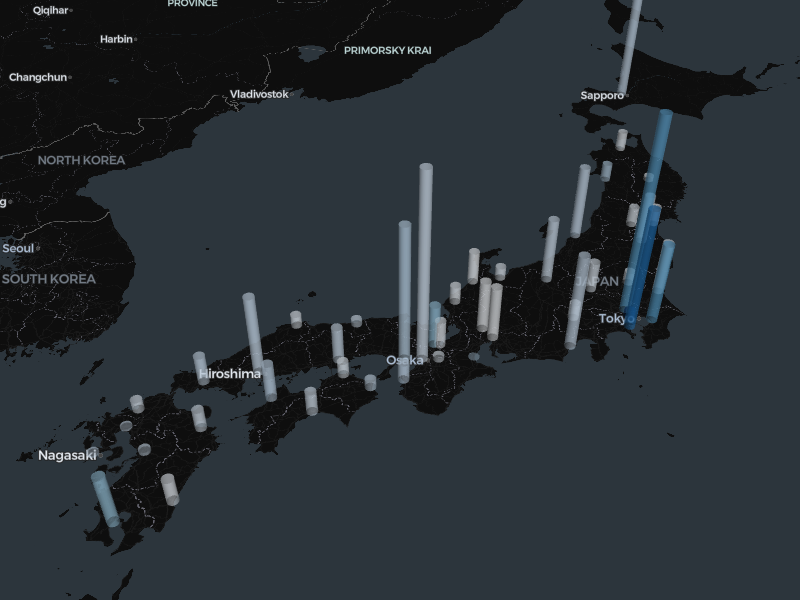 PROVINCE
Qiqihar
Harbin
PRIMORSKY KRAI
Changchun
Vladivostok
Sapporo
NORTH KOREA
Seoul
SOUTH KOREA
JAPAN
Tokyo
Osaka
Hiroshima
Nagasaki